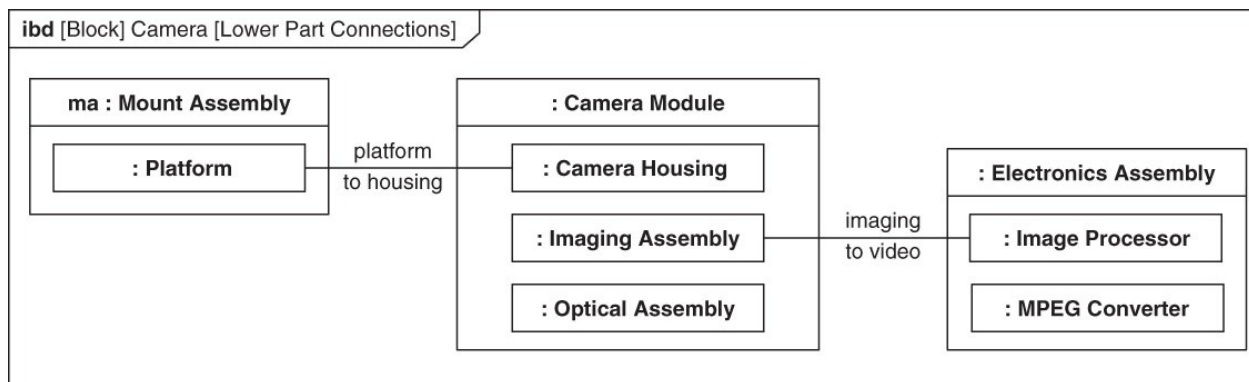 ibd [Block] Camera [Lower Part Connections]
ma : Mount Assembly
: Platform
platform
to housing
: Camera Module
: Camera Housing
: Imaging Assembly
: Optical Assembly
imaging
to video
: Electronics Assembly
: Image Processor
: MPEG Converter